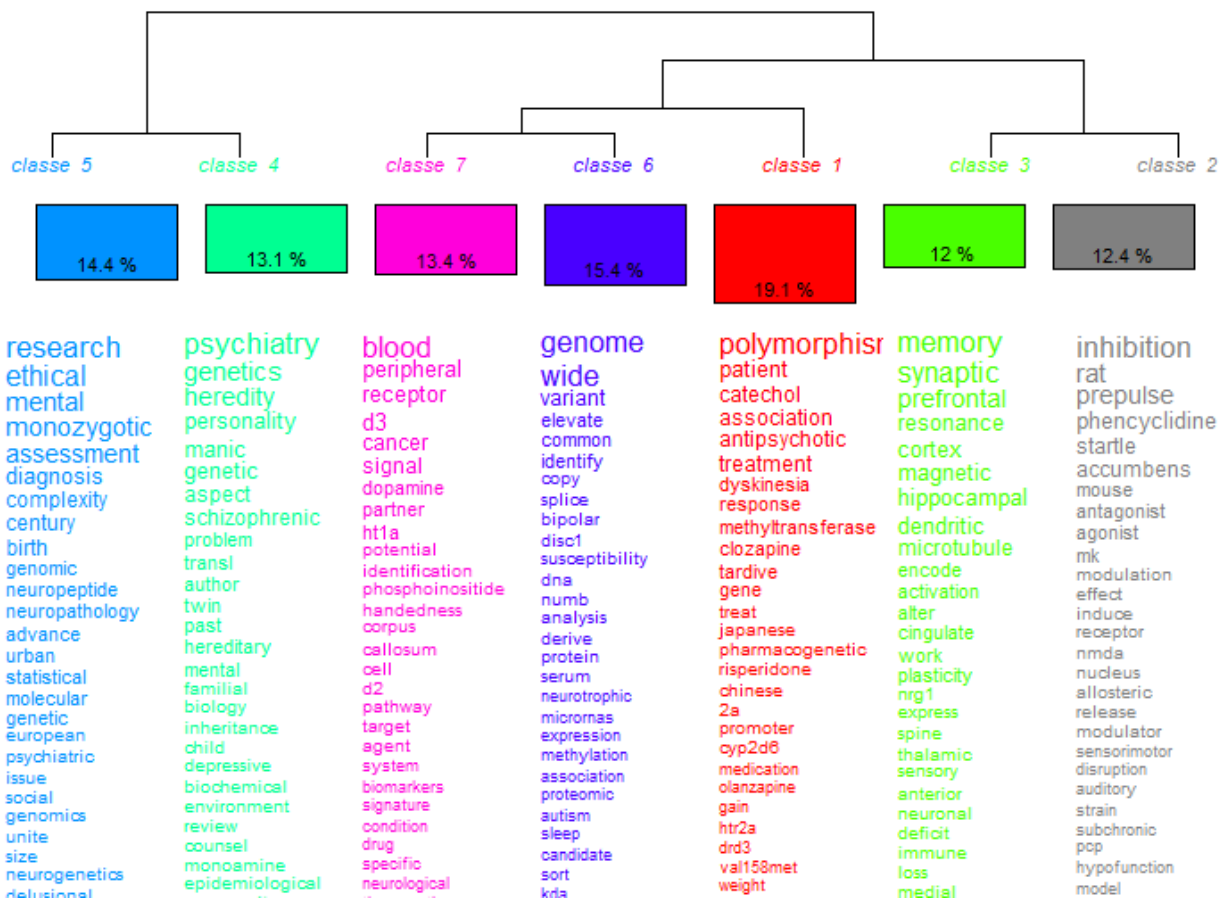 classe 5
classe 4
classe 7
classe 6
classe 1
classe 3
classe 2
14.4 %
13.1 %
13.4 %
15.4 %
19.1 %
12 %
12.4 %
research
ethical
mental
monozygotic
assessment
diagnosis
complexity
century
birth
genomic
neuropeptide
neuropathology
advance
urban
statistical
molecular
genetic
european
psychiatric
issue
social
genomics
unite
size
neurogenetics
delusional
psychiatry
genetics
heredity
personality
manic
genetic
aspect
schizophrenic
problem
transl
author
twin
past
hereditary
mental
familial
biology
inheritance
child
depressive
biochemical
environment
review
counsel
monoamine
epidemiological
blood
peripheral
receptor
d3
cancer
signal
dopamine
partner
ht1a
potential
identification
phosphoinositide
handedness
corpus
callosum
cell
d2
pathway
target
agent
system
biomarkers
signature
condition
drug
specific
neurological
genome
wide
variant
elevate
common
identify
copy
splice
bipolar
disc1
susceptibility
dna
numb
analysis
derive
protein
serum
neurotrophic
micrornas
expression
methylation
association
proteomic
autism
sleep
candidate
sort
kda
polymorphisr
patient
catechol
association
antipsychotic
treatment
dyskinesia
response
methyltransferase
clozapine
tardive
gene
treat
japanese
pharmacogenetic
risperidone
chinese
2a
promoter
cyp2d6
medication
olanzapine
gain
htr2a
drd3
val158met
weight
memory
synaptic
prefrontal
resonance
cortex
magnetic
hippocampal
dendritic
microtubule
encode
activation
alter
cingulate
work
plasticity
nrg1
express
spine
thalamic
sensory
anterior
neuronal
deficit
immune
loss
medial
inhibition
rat
prepulse
phencyclidine
startle
accumbens
mouse
antagonist
agonist
mk
modulation
effect
induce
receptor
nmda
nucleus
allosteric
release
modulator
sensorimotor
disruption
auditory
strain
subchronic
pcp
hypofunction
model